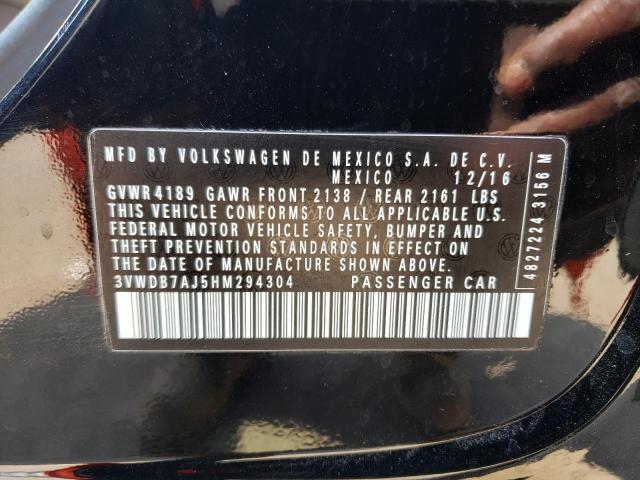 MFD BY VOLKSWAGEN DE MEXICO S.A. DE C.V.
MEXICO 12/16
GVWR 4189 GAWR FRONT 2138 / REAR 2161 LBS
THIS VEHICLE CONFORMS TO ALL APPLICABLE U.S.
FEDERAL MOTOR VEHICLE SAFETY, BUMPER AND
THEFT PREVENTION STANDARDS IN EFFECT ON
THE DATE OF MANUFACTURE SHOWN ABOVE.
3VWDB7AJ5HM294304 PASSENGER CAR
4827224 3156 M